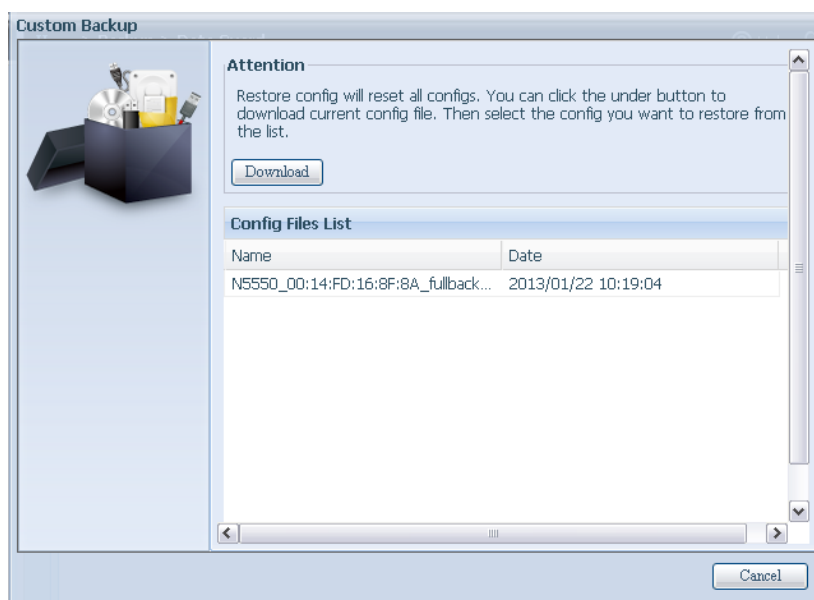 Custom Backup
Attention
Restore config will reset all configs. You can click the under button to
download current config file. Then select the config you want to restore from
the list.
Download
Config Files List
Name Date
N5550_00:14:FD:16:8F:8A_fullback... 2013/01/22 10:19:04
Cancel